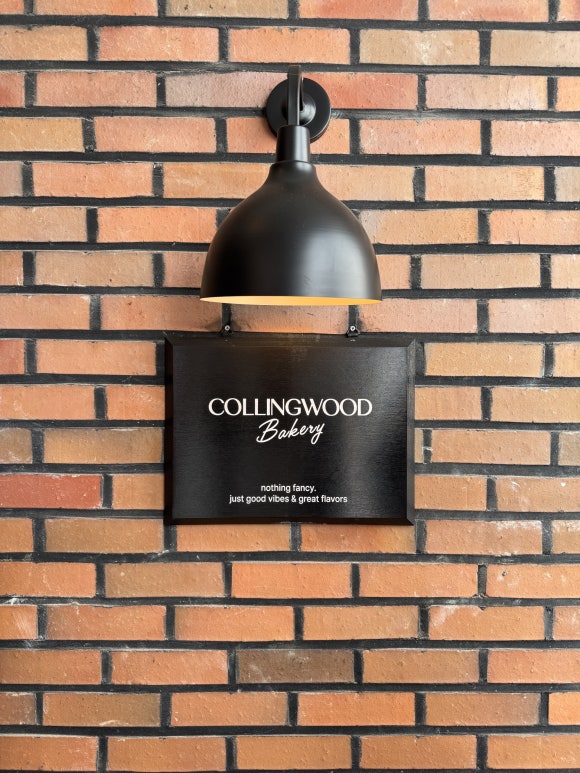 COLLINGWOOD
Bakery
nothing fancy.
just good vibes & great flavors